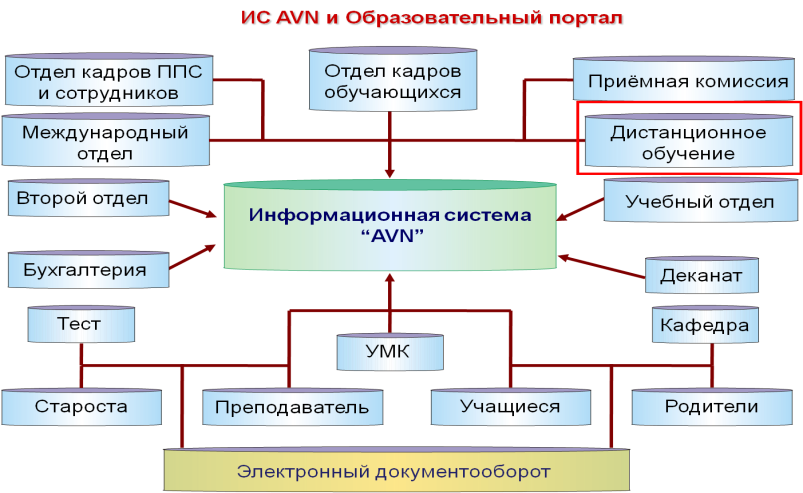 ИС AVN и Образовательный портал
Отдел кадров ППС
и сотрудников
Отдел кадров
обучающихся
Приёмная комиссия
Международный
отдел
Дистанционное
обучение
Второй отдел
Информационная система
“AVN”
Учебный отдел
Бухгалтерия
Деканат
Тест
УМК
Кафедра
Староста
Преподаватель
Учащиеся
Родители
Электронный документооборот